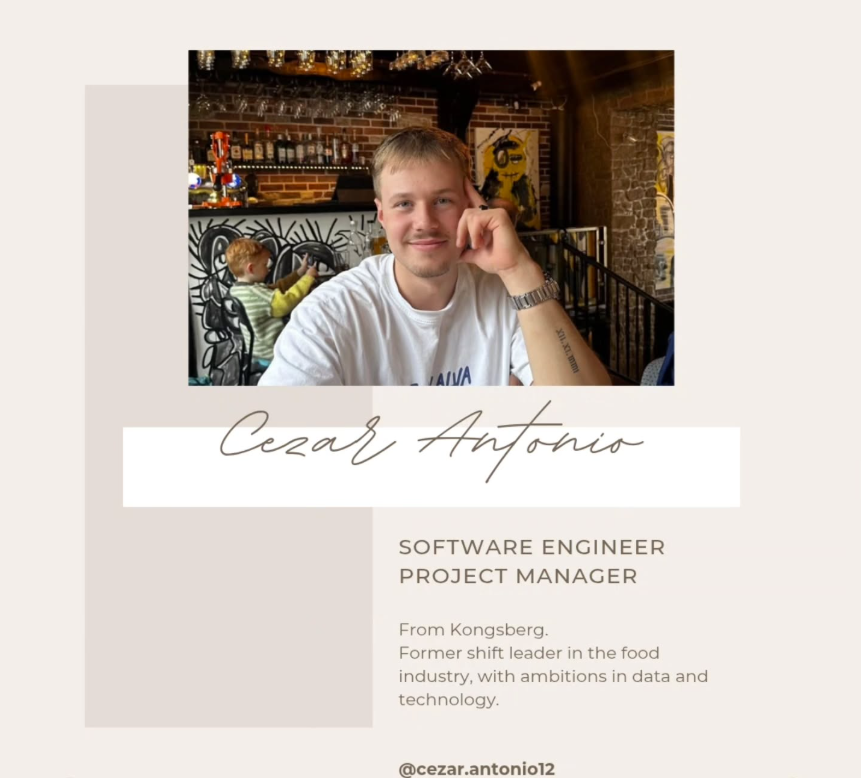 Cezar Antonio
SOFTWARE ENGINEER
PROJECT MANAGER
From Kongsberg.
Former shift leader in the food
industry, with ambitions in data and
technology.
@cezar.antonio12